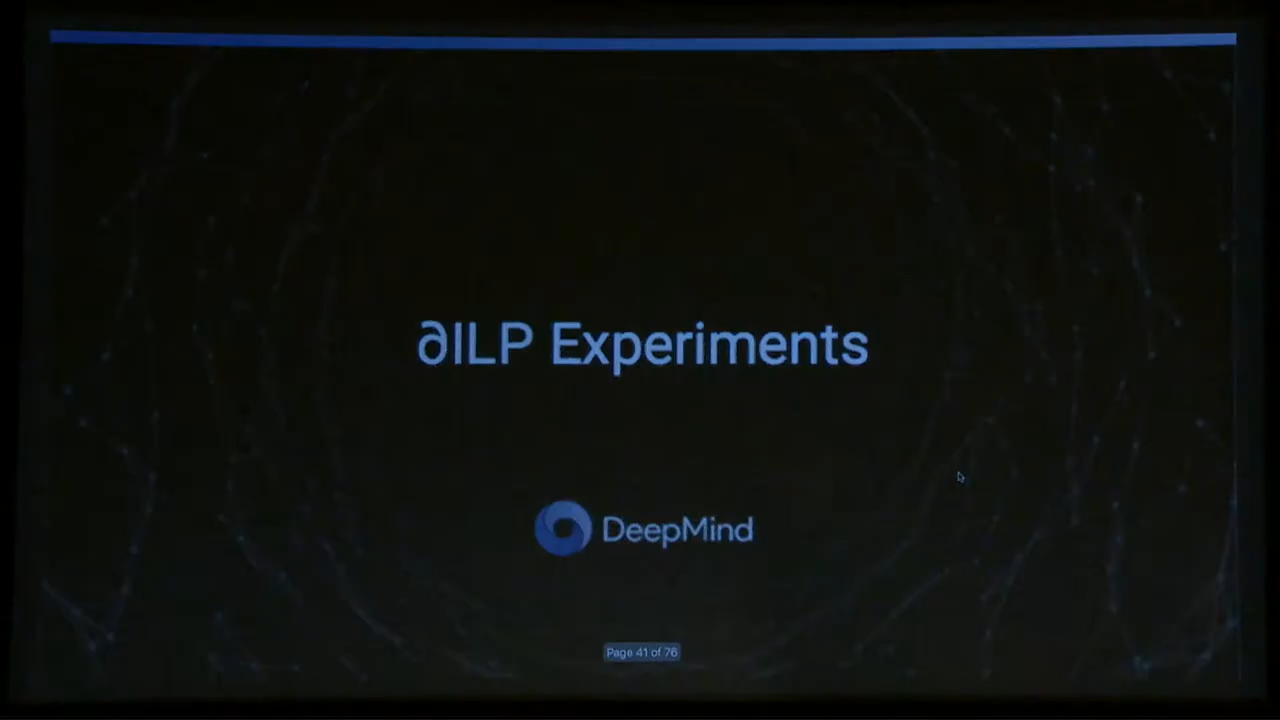 ∂ILP Experiments
DeepMind
Page 41 of 76